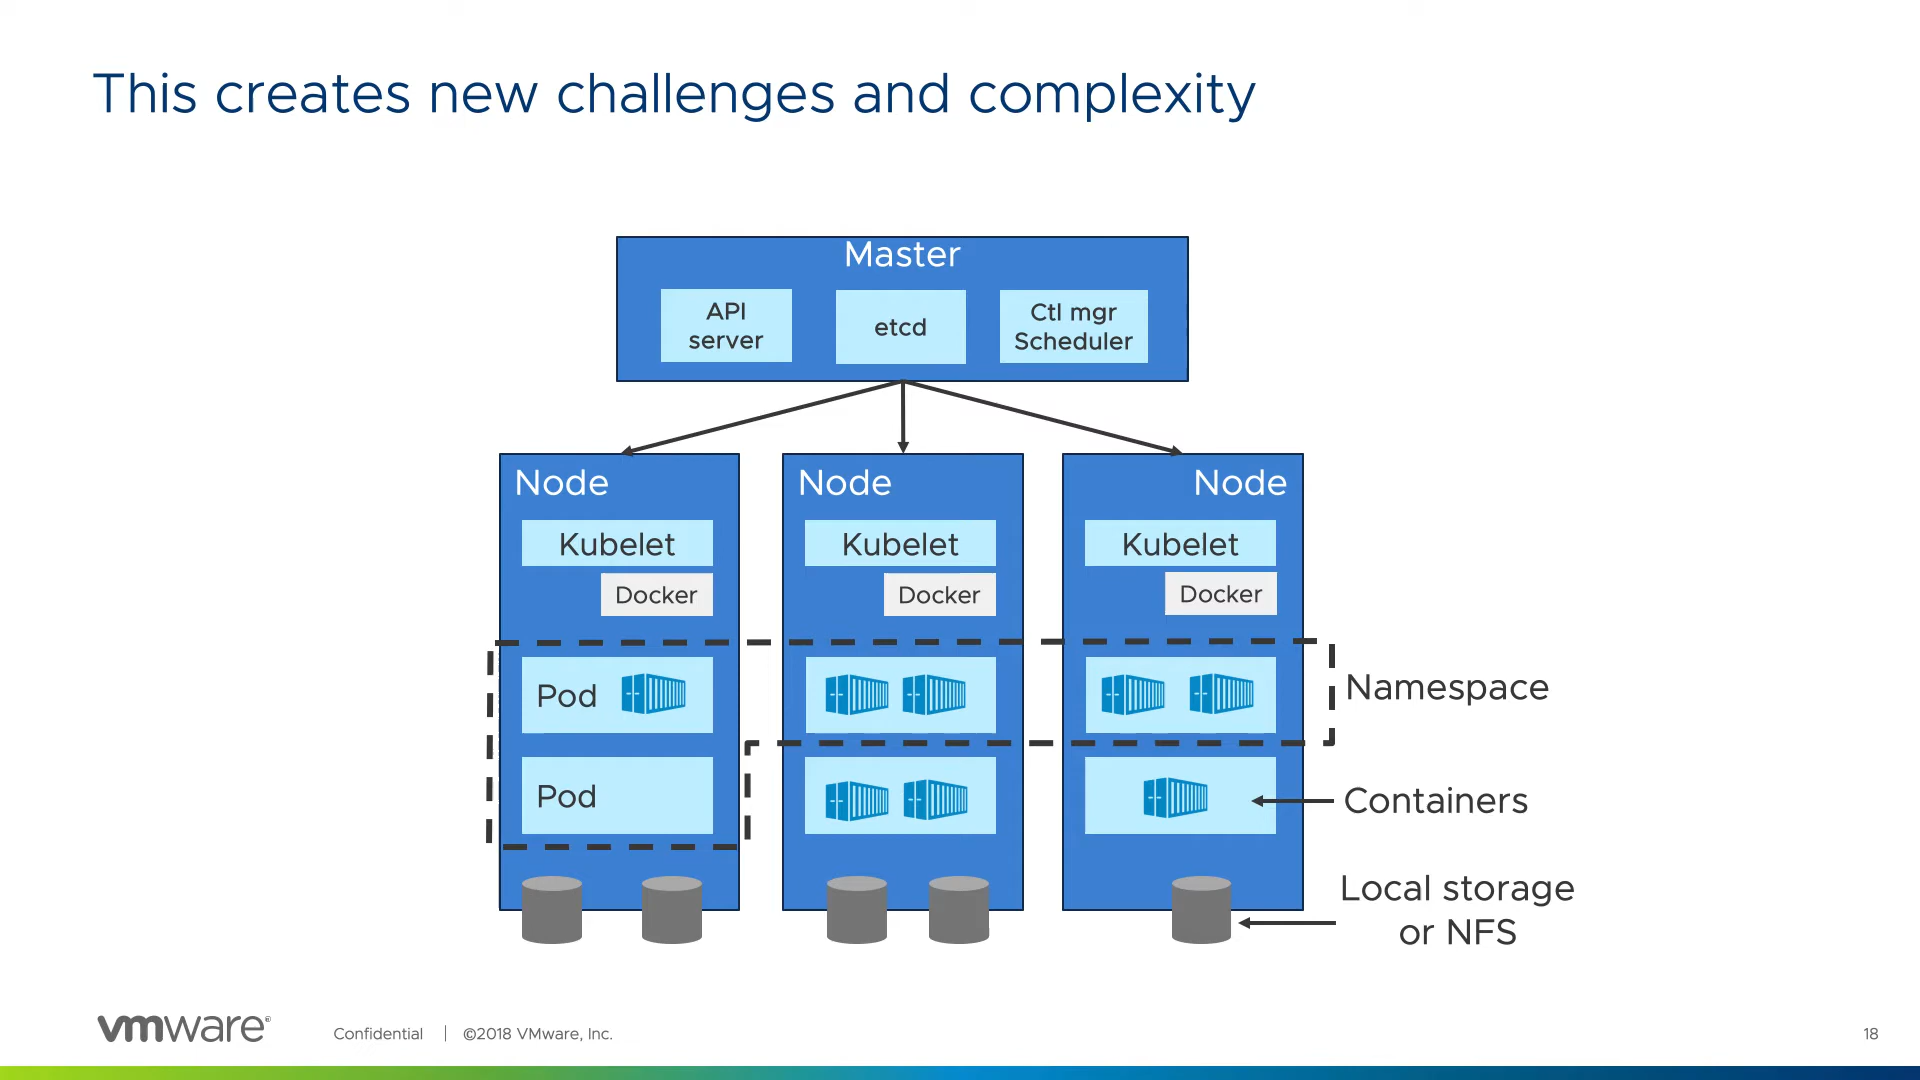 This creates new challenges and complexity
Master
API
server
etcd
Ctl mgr
Scheduler
Node
Node
Node
Kubelet
Kubelet
Kubelet
Docker
Docker
Docker
Pod
Namespace
Pod
Containers
Local storage
or NFS
vmware®
Confidential | ©2018 VMware, Inc.
18